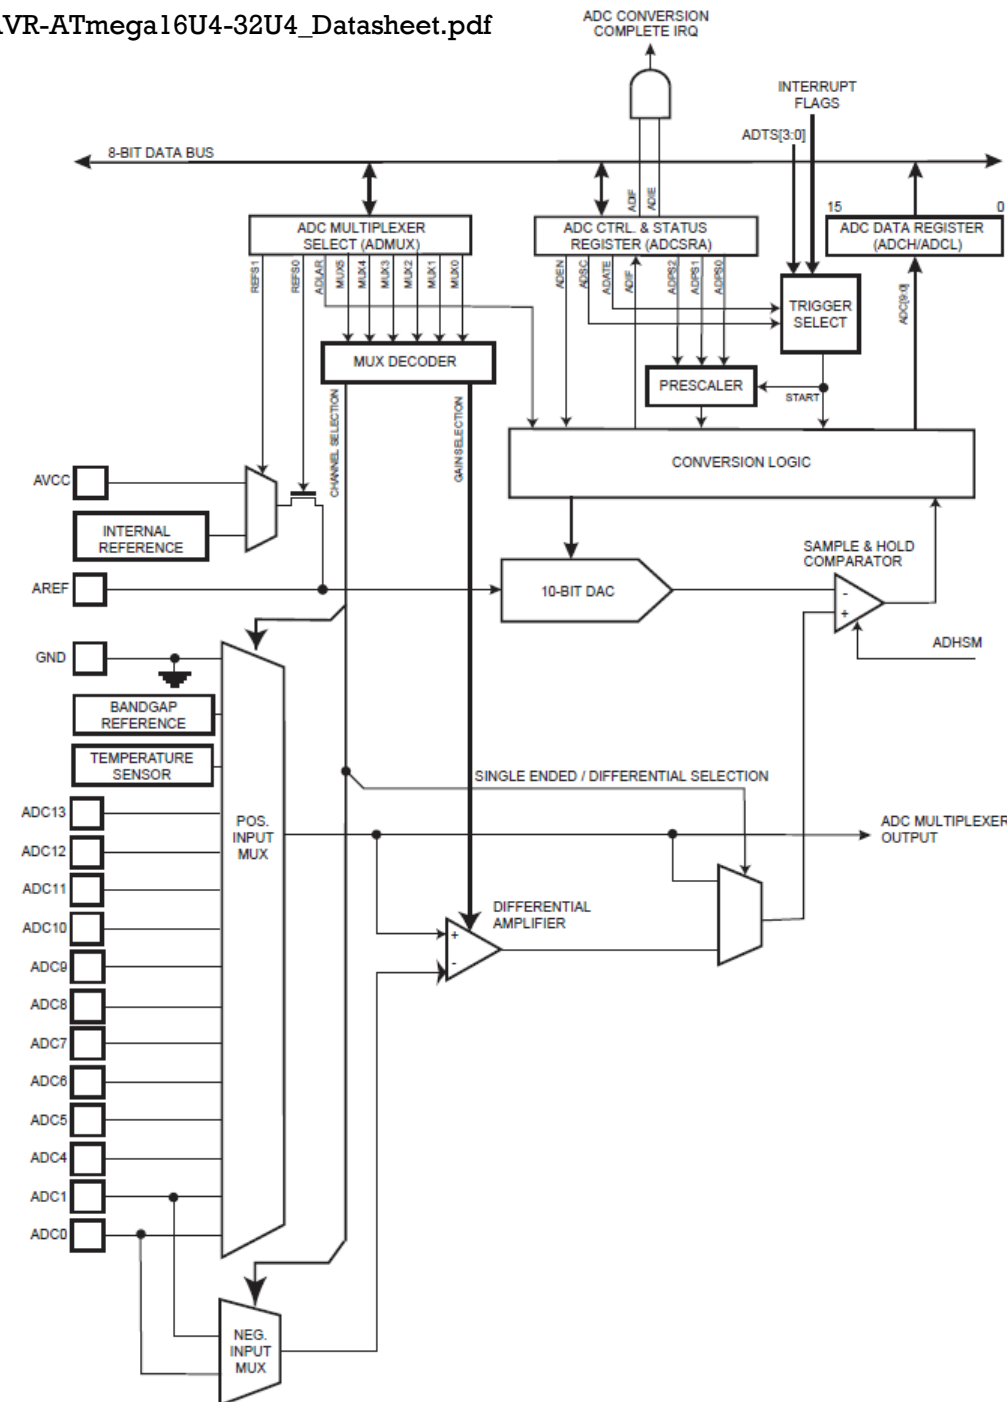 AVR-ATmega16U4-32U4_Datasheet.pdf
ADC CONVERSION
COMPLETE IRQ
INTERRUPT
FLAGS
ADTS[3:0]
8-BIT DATA BUS
ADIF
ADIE
15
0
ADC MULTIPLEXER
SELECT (ADMUX)
ADC CTRL. & STATUS
REGISTER (ADCSRA)
ADC DATA REGISTER
(ADCH/ADCL)
REFS1
REFS0
ADLAR
MUX5
MUX4
MUX3
MUX2
MUX1
MUX0
ADEN
ADSC
ADATE
ADIF
ADPS2
ADPS1
ADPS0
ADC[9:0]
TRIGGER
SELECT
MUX DECODER
PRESCALER
START
CHANNEL SELECTION
GAIN SELECTION
CONVERSION LOGIC
AVCC
INTERNAL
REFERENCE
SAMPLE & HOLD
COMPARATOR
AREF
10-BIT DAC
-
+
GND
ADHSM
BANDGAP
REFERENCE
TEMPERATURE
SENSOR
SINGLE ENDED / DIFFERENTIAL SELECTION
ADC13
POS.
INPUT
MUX
ADC MULTIPLEXER
OUTPUT
ADC12
ADC11
ADC10
DIFFERENTIAL
AMPLIFIER
+
-
ADC9
ADC8
ADC7
ADC6
ADC5
ADC4
ADC1
ADC0
NEG.
INPUT
MUX